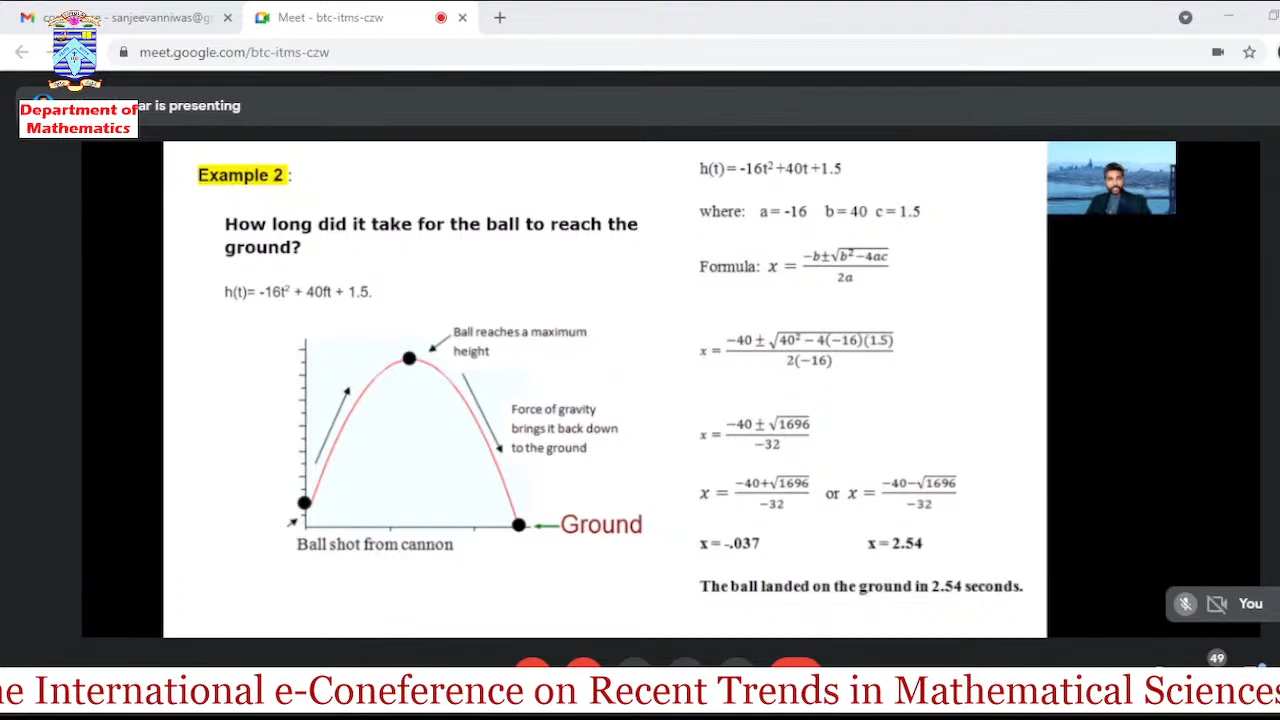 co
e - sanjeevanniwas@g
Meet - btc-itms-czw
meet.google.com/btc-itms-czw
Department of
Mathematics
ar is presenting
Example 2 :
How long did it take for the ball to reach the
ground?
h(t)= -16t² + 40ft + 1.5.
Ball reaches a maximum
height
Force of gravity
brings it back down
to the ground
Ground
Ball shot from cannon
h(t) = -16t² +40t +1.5
where: a = -16 b = 40 c = 1.5
Formula: x = (−b±√b²−4ac)/2a
x = (−40 ± √40² − 4(−16)(1.5))/2(−16)
x = (−40 ± √1696)/−32
x = (−40+√1696)/−32 or x = (−40−√1696)/−32
x = -.037 x = 2.54
The ball landed on the ground in 2.54 seconds.
You
49
he International e-Coneference on Recent Trends in Mathematical Sciences